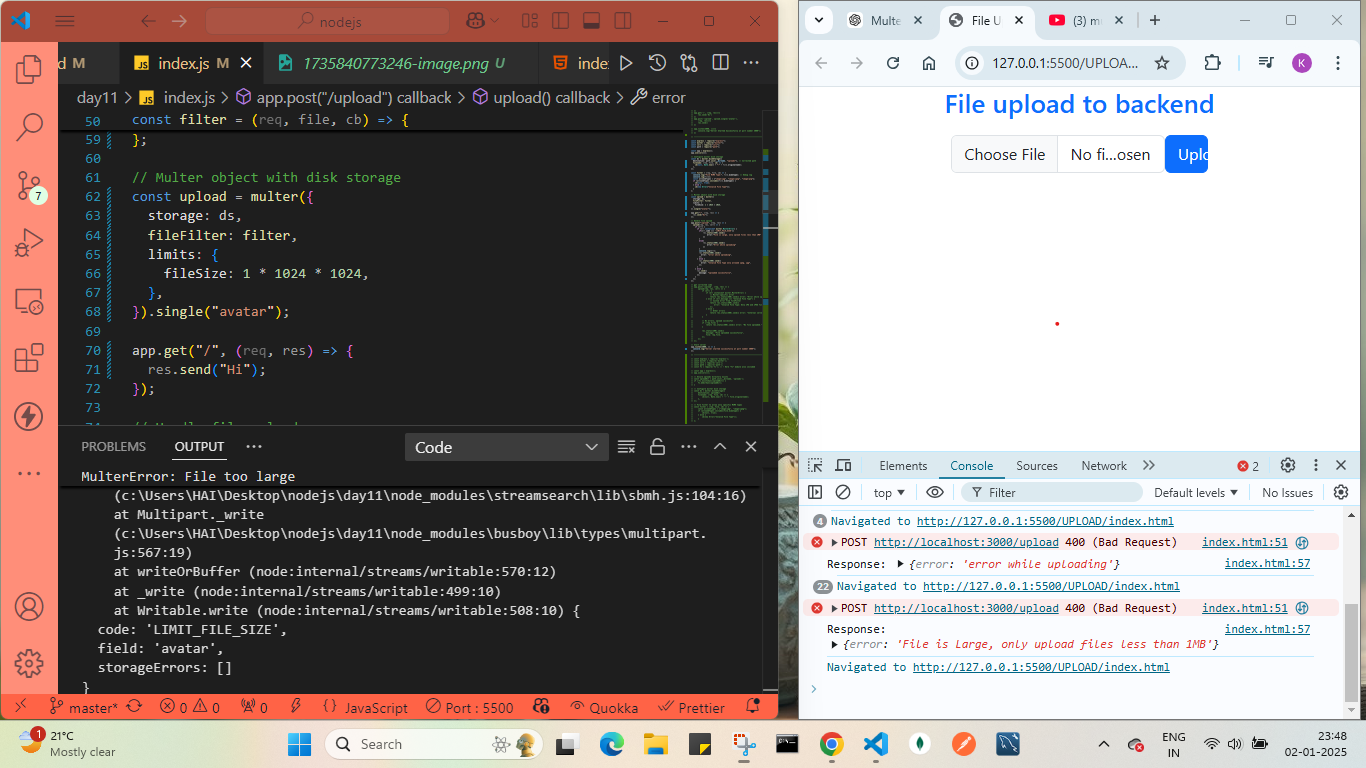 nodejs
d M
index.js M
1735840773246-image.png U
inde
day11 > index.js > app.post("/upload") callback > upload() callback > error
50 const filter = (req, file, cb) => {
59 };
60
61 // Multer object with disk storage
62 const upload = multer({
63 storage: ds,
64 fileFilter: filter,
65 limits: {
66 fileSize: 1 * 1024 * 1024,
67 },
68 }).single("avatar");
69
70 app.get("/", (req, res) => {
71 res.send("Hi");
72 });
73
7
PROBLEMS OUTPUT ··· Code
MulterError: File too large
(c:\Users\HAI\Desktop\nodejs\day11\node_modules\streamsearch\lib\sbmh.js:104:16)
at Multipart._write
(c:\Users\HAI\Desktop\nodejs\day11\node_modules\busboy\lib\types\multipart.
js:567:19)
at writeOrBuffer (node:internal/streams/writable:570:12)
at _write (node:internal/streams/writable:499:10)
at Writable.write (node:internal/streams/writable:508:10) {
code: 'LIMIT_FILE_SIZE',
field: 'avatar',
storageErrors: []
}
master* 0 0 0 {} JavaScript Port : 5500 Quokka Prettier
Multe
File U
(3) m
127.0.0.1:5500/UPLOA...
K
File upload to backend
Choose File No fi...osen Uplo
Elements Console Sources Network 2
top Filter Default levels No Issues
4 Navigated to http://127.0.0.1:5500/UPLOAD/index.html
POST http://localhost:3000/upload 400 (Bad Request) index.html:51
Response: {error: 'error while uploading'} index.html:57
22 Navigated to http://127.0.0.1:5500/UPLOAD/index.html
POST http://localhost:3000/upload 400 (Bad Request) index.html:51
Response: index.html:57
{error: 'File is Large, only upload files less than 1MB'}
Navigated to http://127.0.0.1:5500/UPLOAD/index.html
1
21°C
Mostly clear
Search
ENG
IN
23:48
02-01-2025